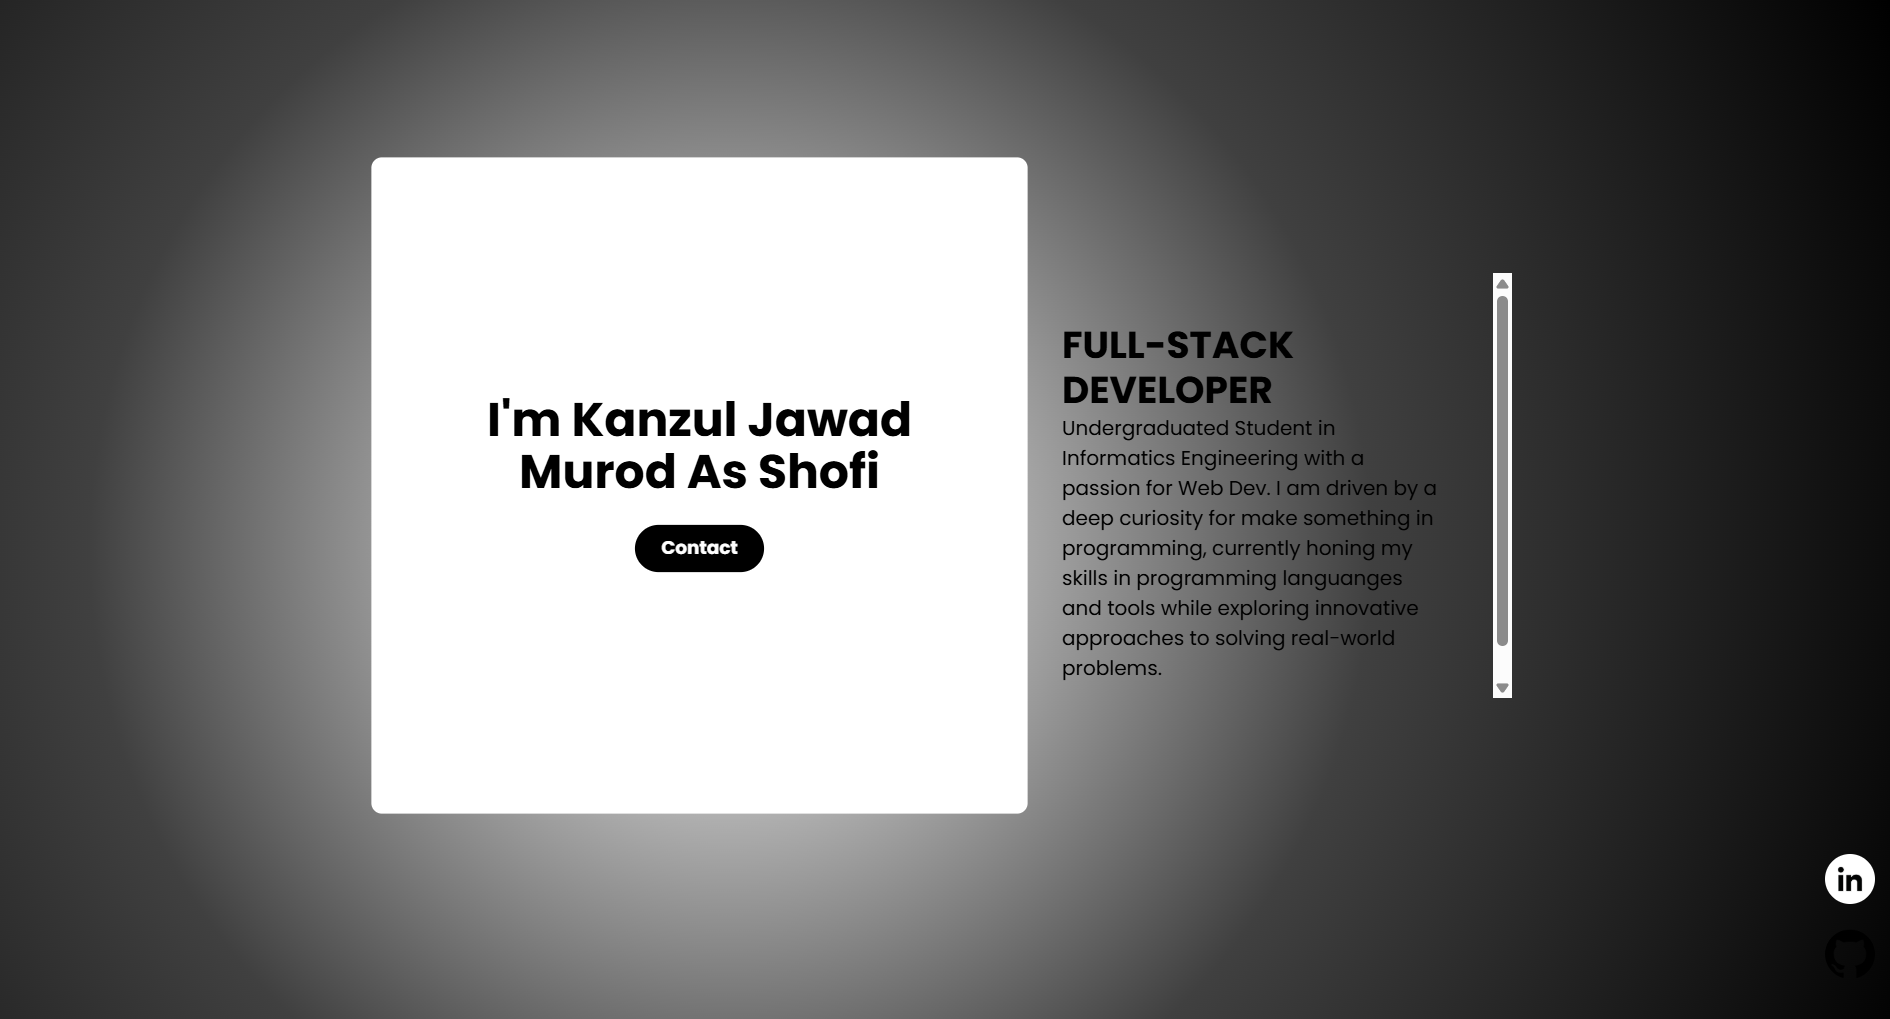 I'm Kanzul Jawad
Murod As Shofi
Contact
FULL-STACK
DEVELOPER
Undergraduated Student in
Informatics Engineering with a
passion for Web Dev. I am driven by a
deep curiosity for make something in
programming, currently honing my
skills in programming languanges
and tools while exploring innovative
approaches to solving real-world
problems.
in